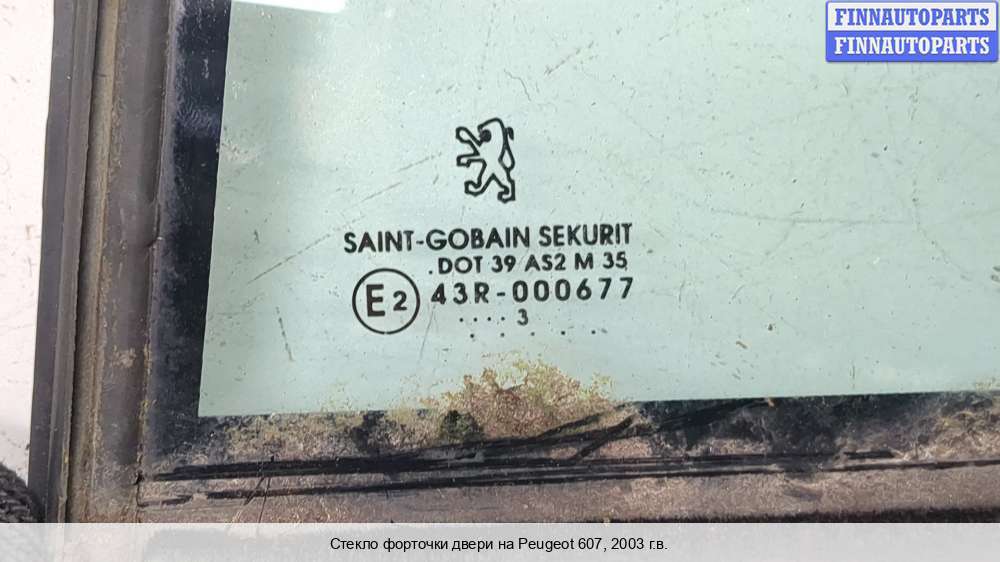 FINNAUTOPARTS
FINNAUTOPARTS
SAINT-GOBAIN SEKURIT
.DOT 39 AS2 M 35
E2 43R-000677
....3
. . . . .
Стекло форточки двери на Peugeot 607, 2003 г.в.